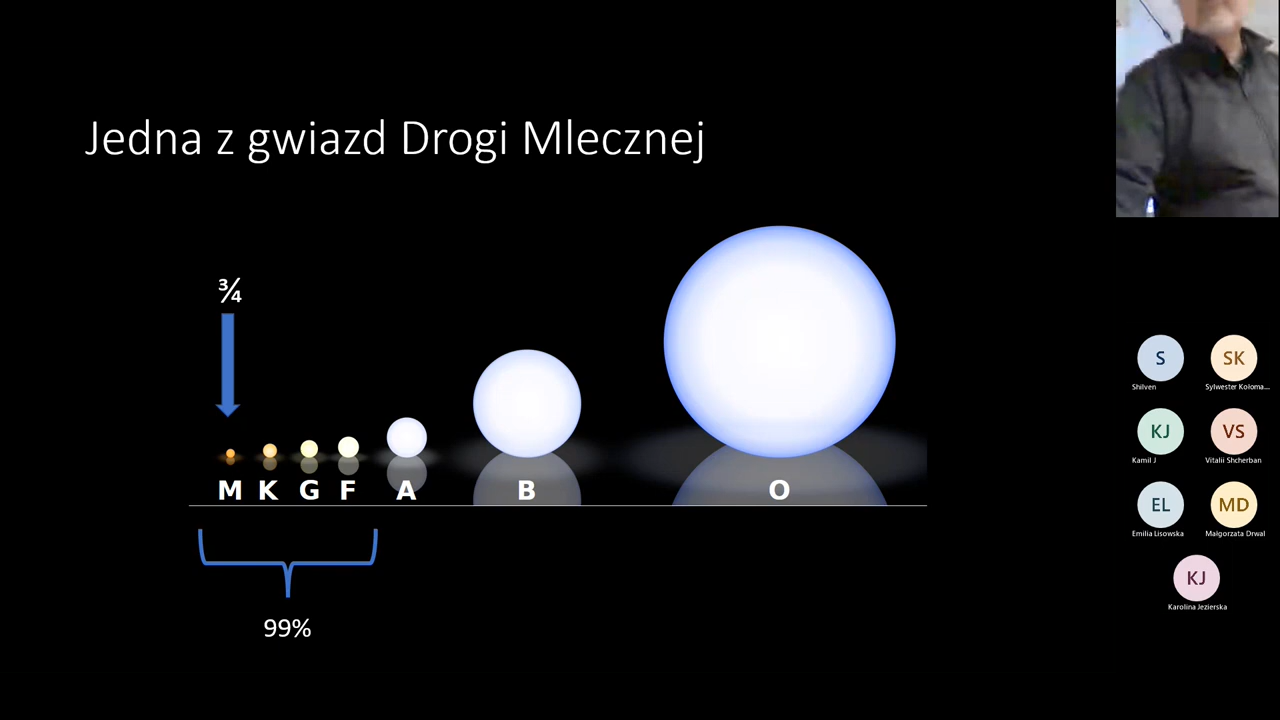 Jedna z gwiazd Drogi Mlecznej
¾
M K G F A B O
99%
S SK
Shilven Sylwester Koloma...
KJ VS
Kamil J Vitalii Shcherban
EL MD
Emilia Lisowska Małgorzata Drwal
KJ
Karolina Jezierska